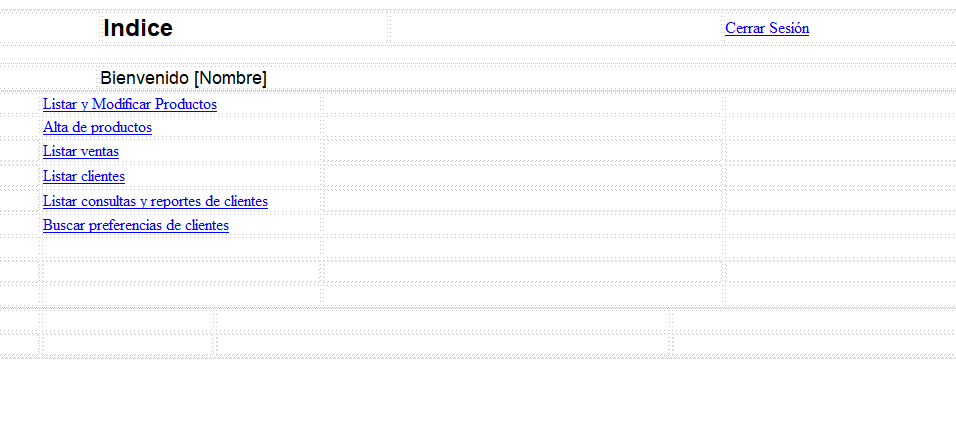 Indice
Cerrar Sesión
Bienvenido [Nombre]
Listar y Modificar Productos
Alta de productos
Listar ventas
Listar clientes
Listar consultas y reportes de clientes
Buscar preferencias de clientes